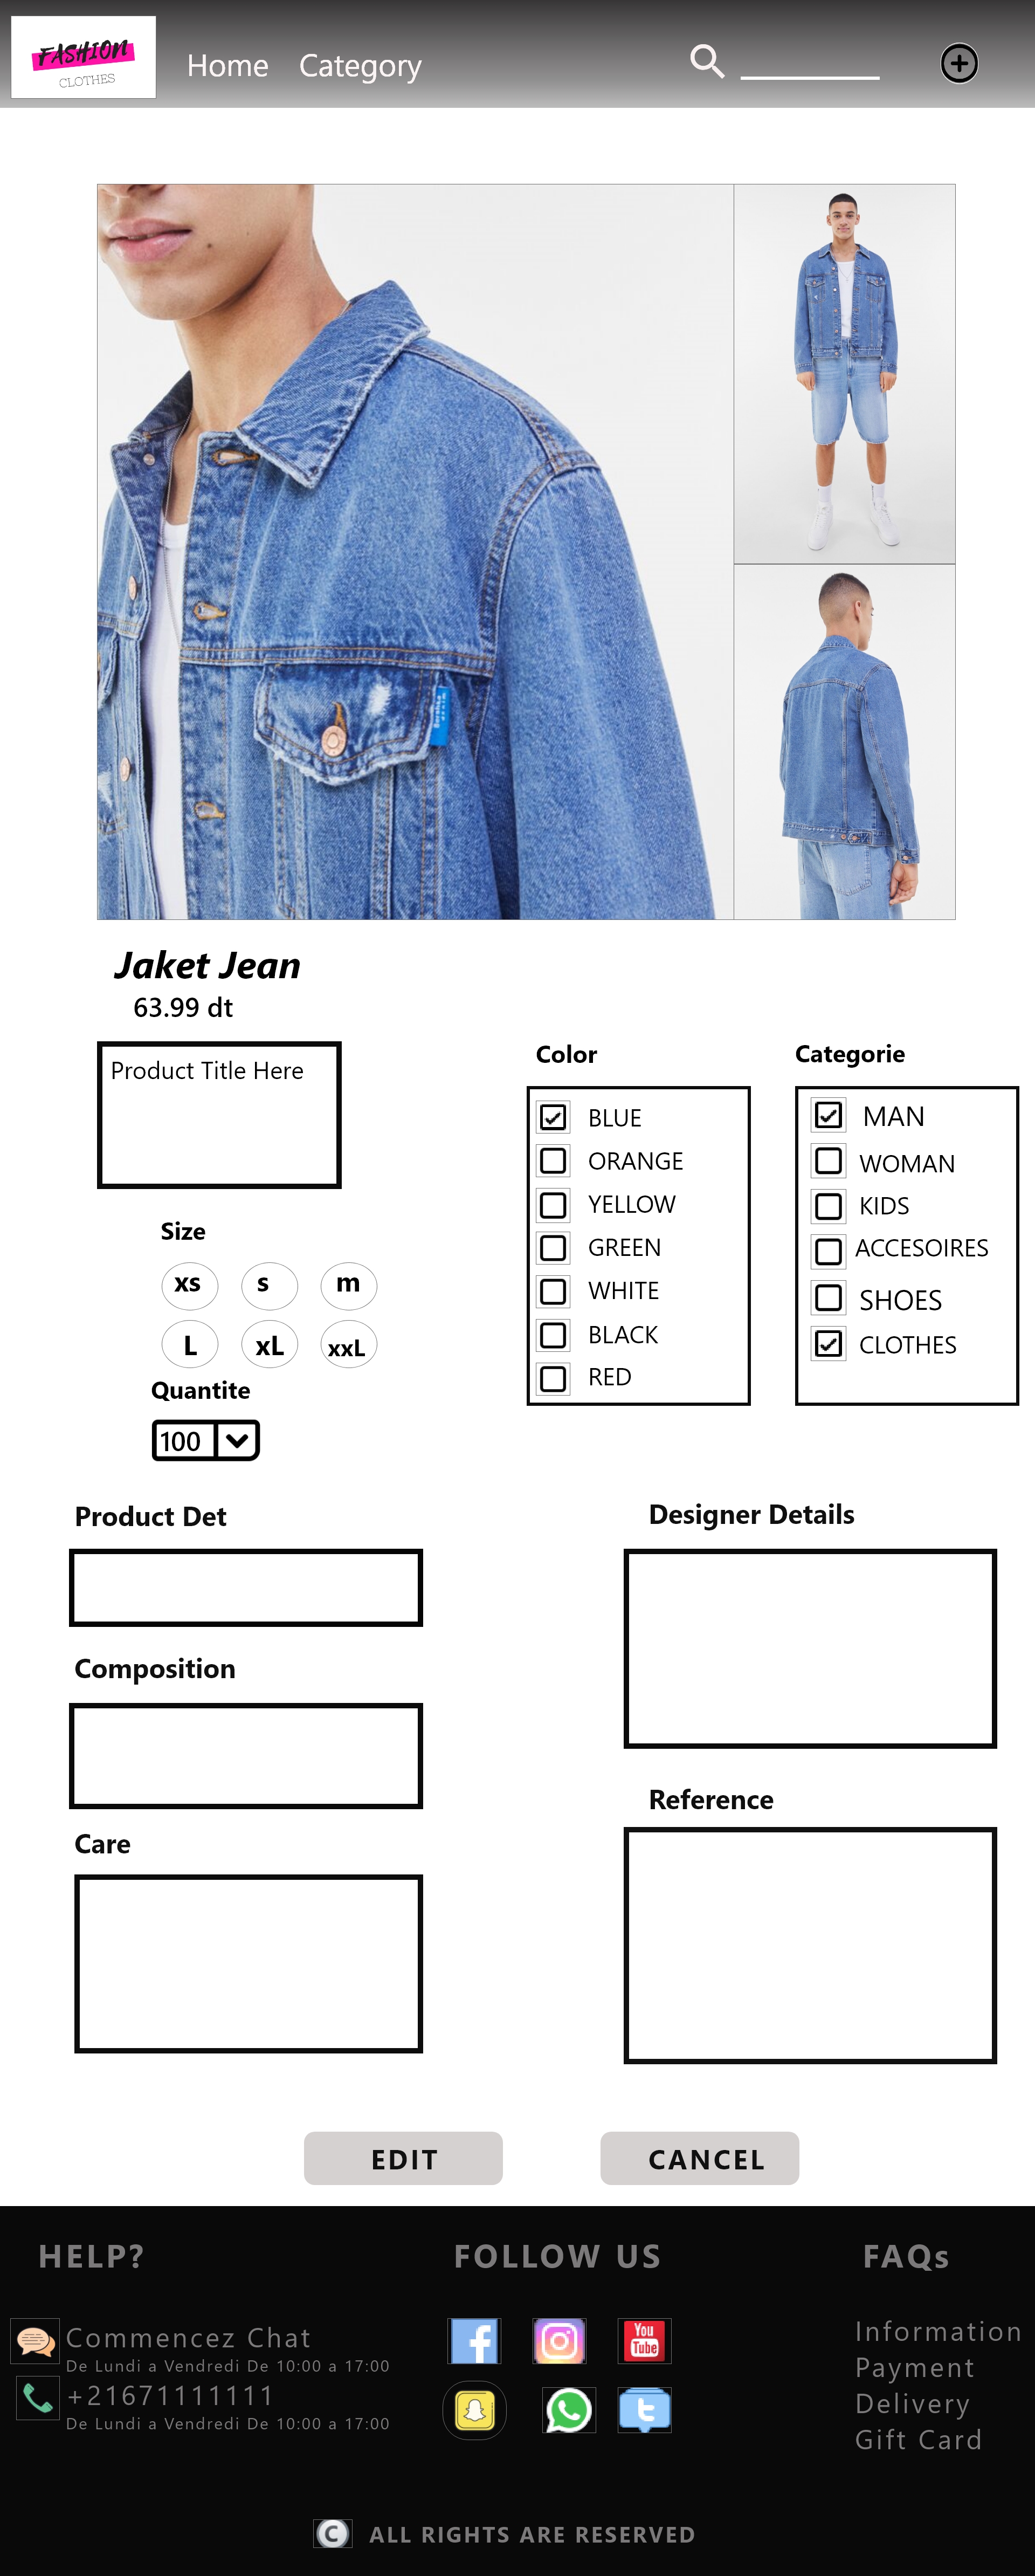 FASHION
CLOTHES
Home Category
Bershka denim
Jaket Jean
63.99 dt
Product Title Here
Color
BLUE
ORANGE
YELLOW
GREEN
WHITE
BLACK
RED
Categorie
MAN
WOMAN
KIDS
ACCESOIRES
SHOES
CLOTHES
Size
xs s m
L xL xxL
Quantite
100
Product Det
Composition
Care
Designer Details
Reference
EDIT CANCEL
HELP?
Commencez Chat
De Lundi a Vendredi De 10:00 a 17:00
+21671111111
De Lundi a Vendredi De 10:00 a 17:00
FOLLOW US
You
Tube
FAQs
Information
Payment
Delivery
Gift Card
C ALL RIGHTS ARE RESERVED